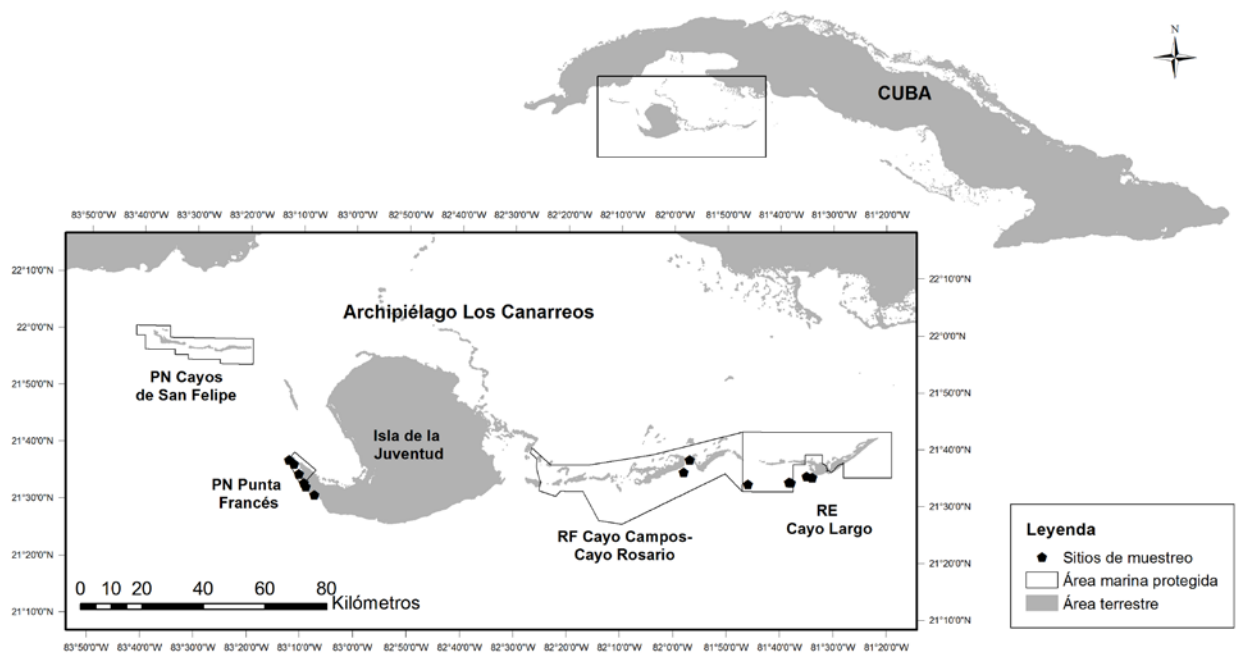 N
CUBA
83°50'0"W 83°40'0"W 83°20'0"W 83°10'0"W 83°0'0"W 82°50'0"W 82°40'0"W 82°30'0"W 82°20'0"W 82°10'0"W 82°0'0"W 81°50'0"W 81°40'0"W 81°30'0"W 81°20'0"W
22°10'0"N
22°10'0"N
Archipiélago Los Canarreos
22°0'0"N
22°0'0"N
PN Cayos
de San Felipe
21°50'0"N
21°50'0"N
Isla de la
Juventud
21°40'0"N
21°40'0"N
PN Punta
Francés
21°30'0"N
21°30'0"N
RF Cayo Campos-
Cayo Rosario
RE
Cayo Largo
21°20'0"N
21°20'0"N
0 10 20 40 60 80
Kilómetros
21°10'0"N
21°10'0"N
83°50'0"W 83°40'0"W 83°30'0"W 83°20'0"W 83°10'0"W 83°0'0"W 82°50'0"W 82°40'0"W 82°30'0"W 82°20'0"W 82°10'0"W 82°0'0"W 81°50'0"W 81°40'0"W 81°30'0"W 81°20'0"W
Leyenda
Sitios de muestreo
Área marina protegida
Área terrestre